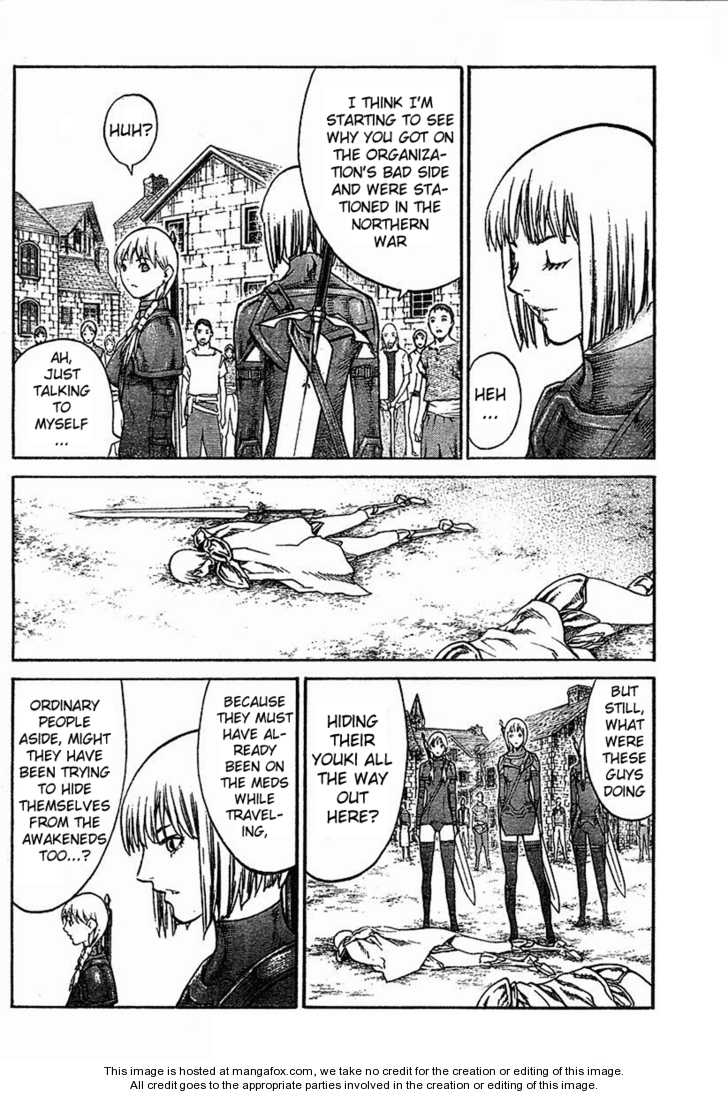 HEH
...
I THINK I'M
STARTING TO SEE
WHY YOU GOT ON
THE ORGANIZA-
TION'S BAD SIDE
AND WERE STA-
TIONED IN THE
NORTHERN
WAR
HUH?
AH,
JUST
TALKING
TO
MYSELF
...
BUT
STILL,
WHAT
WERE
THESE
GUYS
DOING
HIDING
THEIR
YOUKI ALL
THE WAY
OUT
HERE?
BECAUSE
THEY MUST
HAVE AL-
READY
BEEN ON
THE MEDS
WHILE
TRAVEL-
ING,
ORDINARY
PEOPLE
ASIDE, MIGHT
THEY HAVE
BEEN TRYING
TO HIDE
THEMSELVES
FROM THE
AWAKENEDS
TOO...?
This image is hosted at mangafox.com, we take no credit for the creation or editing of this image.
All credit goes to the appropriate parties involved in the creation or editing of this image.